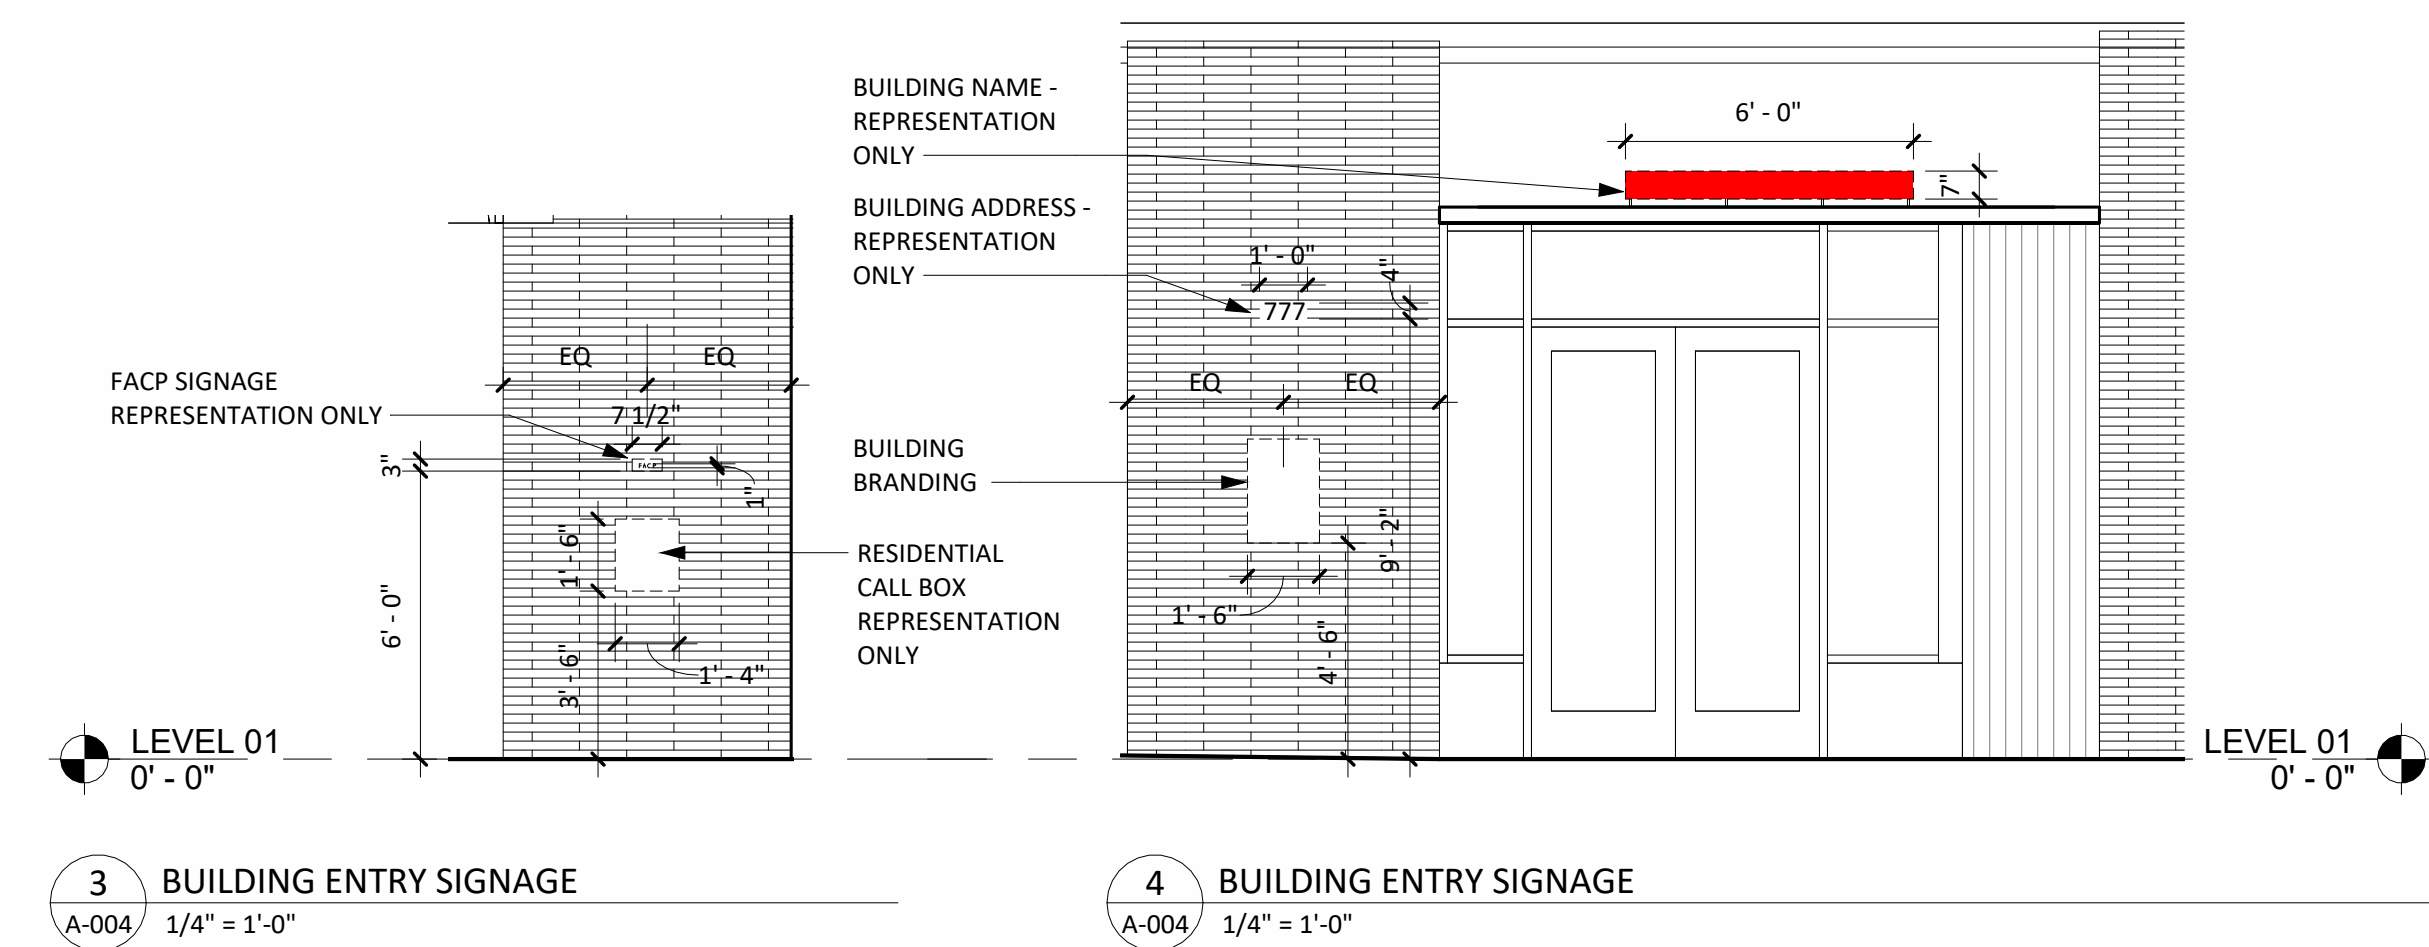 BUILDING NAME -
REPRESENTATION
ONLY
BUILDING ADDRESS -
REPRESENTATION
ONLY
6' - 0"
7"
1' - 0"
4"
777
EQ EQ
FACP SIGNAGE
REPRESENTATION ONLY
7 1/2"
3"
FACP
1"
EQ EQ
BUILDING
BRANDING
1' - 6"
RESIDENTIAL
CALL BOX
REPRESENTATION
ONLY
9' - 2"
1' - 6"
6' - 0"
3' - 6"
1' - 4"
4' - 6"
LEVEL 01
0' - 0"
LEVEL 01
0' - 0"
3
A-004
BUILDING ENTRY SIGNAGE
1/4" = 1'-0"
4
A-004
BUILDING ENTRY SIGNAGE
1/4" = 1'-0"